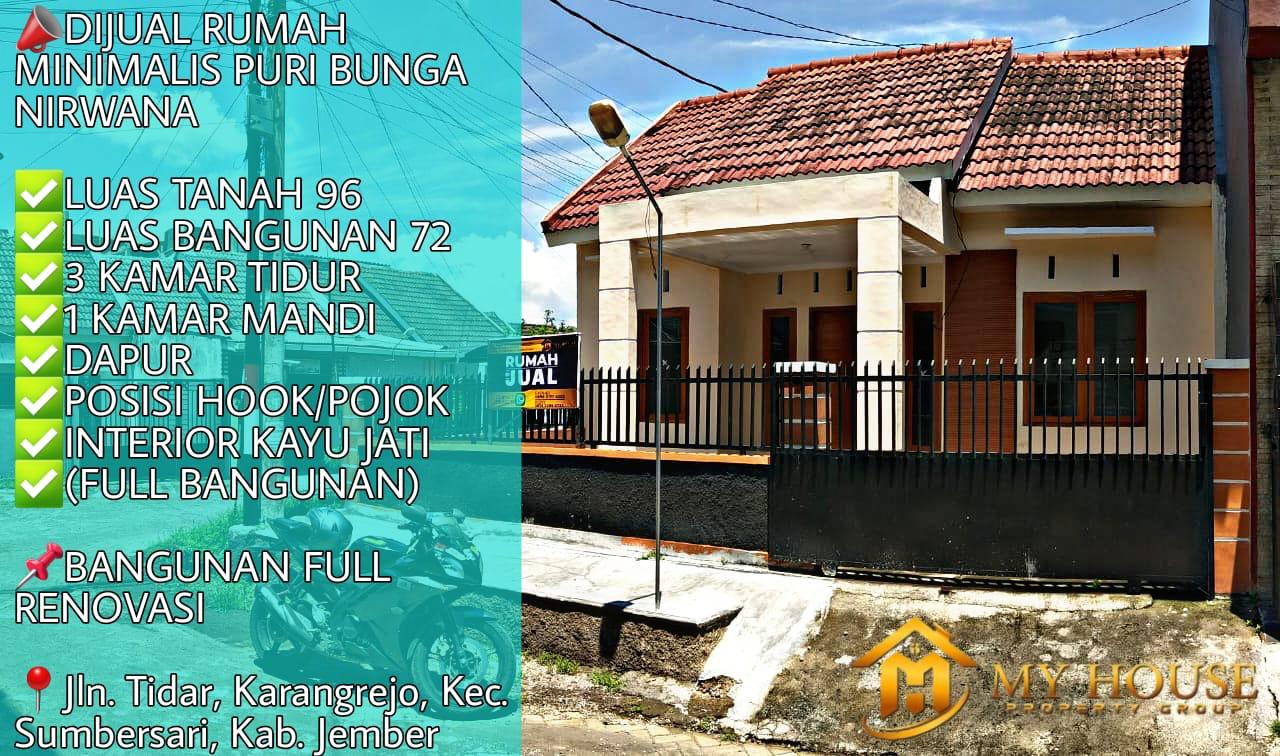 📣DIJUAL RUMAH
MINIMALIS PURI BUNGA
NIRWANA
✅LUAS TANAH 96
✅LUAS BANGUNAN 72
✅3 KAMAR TIDUR
✅1 KAMAR MANDI
✅DAPUR
✅POSISI HOOK/POJOK
✅INTERIOR KAYU JATI
✅(FULL BANGUNAN)
📌BANGUNAN FULL
RENOVASI
📍Jln. Tidar, Karangrejo, Kec.
Sumbersari, Kab. Jember
RUMAH
JUAL
MY HOUSE
PROPERTY GROUP